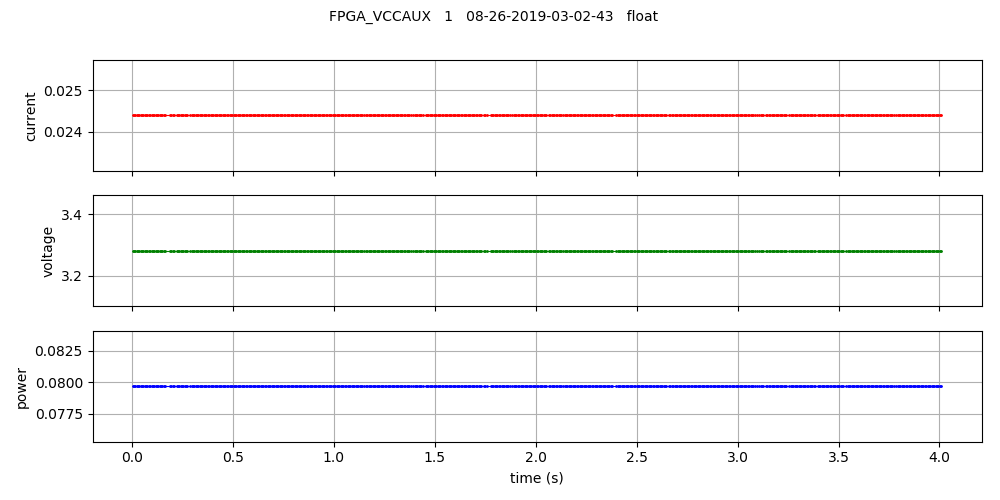 FPGA_VCCAUX 1 08-26-2019-03-02-43 float
0.025
0.024
current
3.4
3.2
voltage
0.0825
0.0800
0.0775
power
0.0 0.5 1.0 1.5 2.0 2.5 3.0 3.5 4.0
time (s)